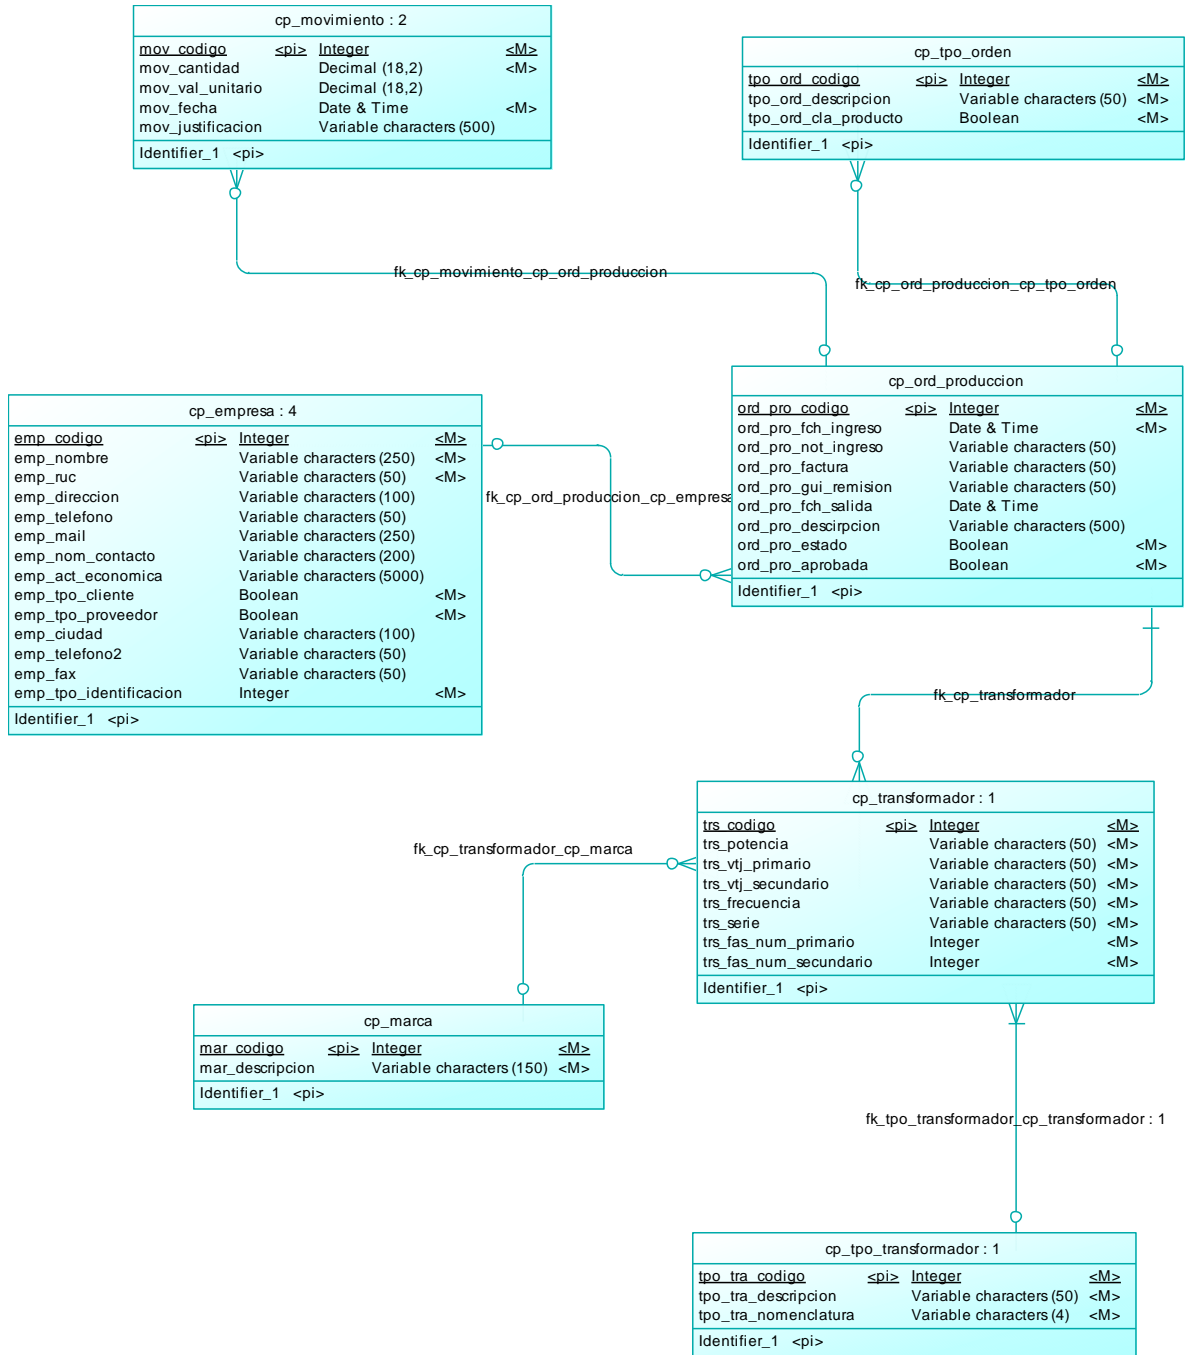 cp_movimiento : 2
mov_codigo <pi> Integer <M>
mov_cantidad Decimal (18,2) <M>
mov_val_unitario Decimal (18,2)
mov_fecha Date & Time <M>
mov_justificacion Variable characters (500)
Identifier_1 <pi>
cp_tpo_orden
tpo_ord_codigo <pi> Integer <M>
tpo_ord_descripcion Variable characters (50) <M>
tpo_ord_cla_producto Boolean <M>
Identifier_1 <pi>
fk_cp_movimiento_cp_ord_produccion
fk_cp_ord_produccion_cp_tpo_orden
cp_empresa : 4
emp_codigo <pi> Integer <M>
emp_nombre Variable characters (250) <M>
emp_ruc Variable characters (50) <M>
emp_direccion Variable characters (100)
emp_telefono Variable characters (50)
emp_mail Variable characters (250)
emp_nom_contacto Variable characters (200)
emp_act_economica Variable characters (5000)
emp_tpo_cliente Boolean <M>
emp_tpo_proveedor Boolean <M>
emp_ciudad Variable characters (100)
emp_telefono2 Variable characters (50)
emp_fax Variable characters (50)
emp_tpo_identificacion Integer <M>
Identifier_1 <pi>
fk_cp_ord_produccion_cp_empresa
cp_ord_produccion
ord_pro_codigo <pi> Integer <M>
ord_pro_fch_ingreso Date & Time <M>
ord_pro_not_ingreso Variable characters (50)
ord_pro_factura Variable characters (50)
ord_pro_gui_remision Variable characters (50)
ord_pro_fch_salida Date & Time
ord_pro_descirpcion Variable characters (500)
ord_pro_estado Boolean <M>
ord_pro_aprobada Boolean <M>
Identifier_1 <pi>
fk_cp_transformador
cp_transformador : 1
trs_codigo <pi> Integer <M>
trs_potencia Variable characters (50) <M>
trs_vtj_primario Variable characters (50) <M>
trs_vtj_secundario Variable characters (50) <M>
trs_frecuencia Variable characters (50) <M>
trs_serie Variable characters (50) <M>
trs_fas_num_primario Integer <M>
trs_fas_num_secundario Integer <M>
Identifier_1 <pi>
fk_cp_transformador_cp_marca
cp_marca
mar_codigo <pi> Integer <M>
mar_descripcion Variable characters (150) <M>
Identifier_1 <pi>
fk_tpo_transformador_cp_transformador : 1
cp_tpo_transformador : 1
tpo_tra_codigo <pi> Integer <M>
tpo_tra_descripcion Variable characters (50) <M>
tpo_tra_nomenclatura Variable characters (4) <M>
Identifier_1 <pi>